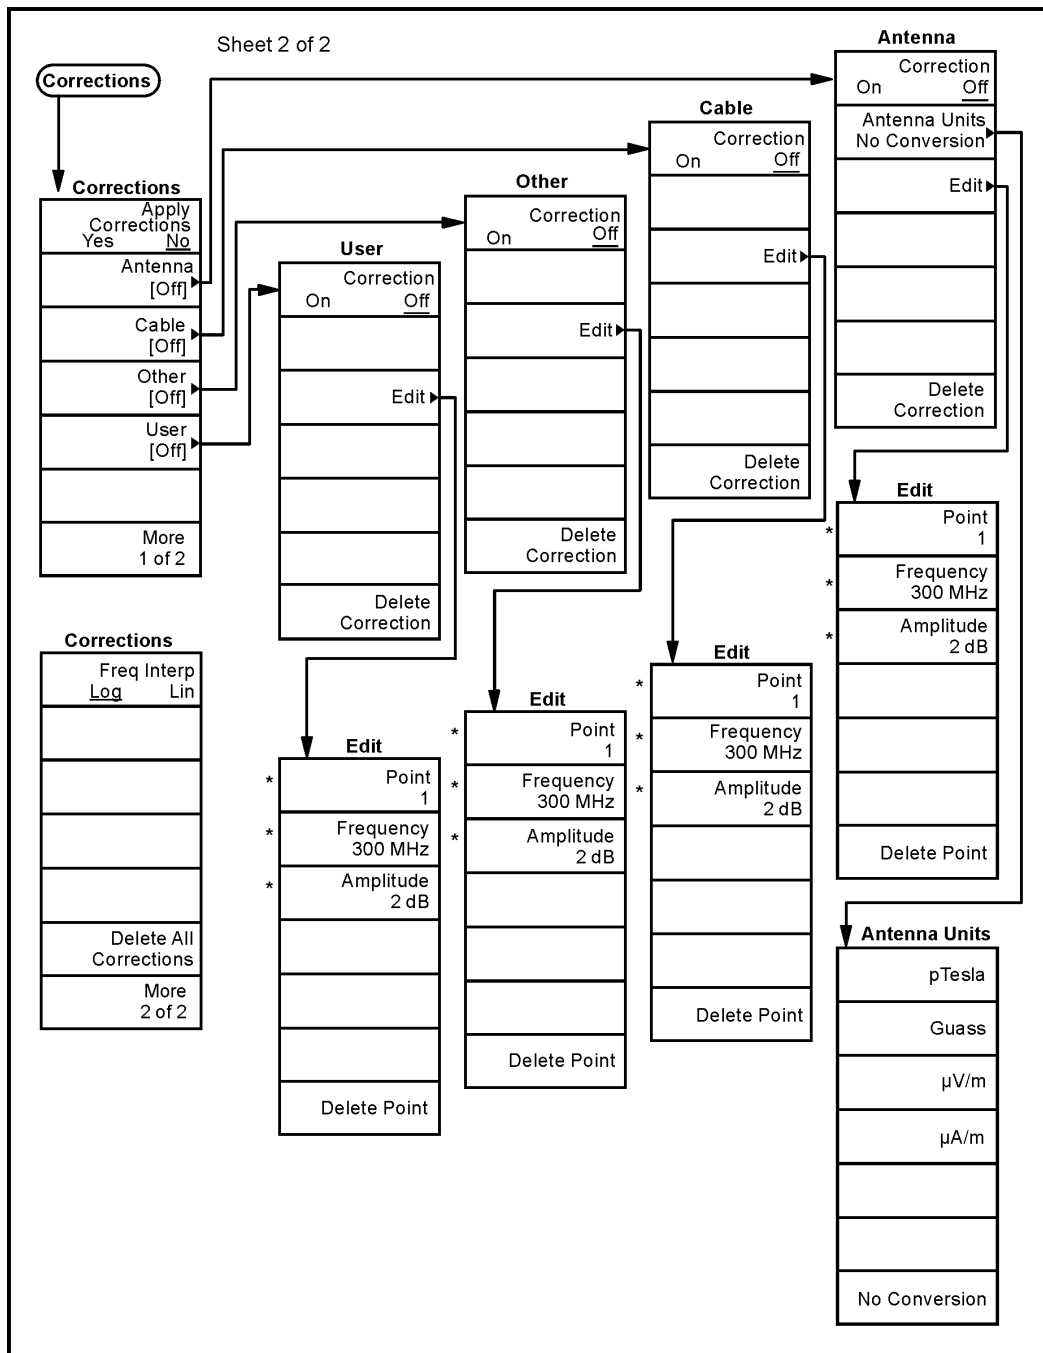 Sheet 2 of 2
Corrections
Corrections
Apply
Corrections
Yes No
Antenna
[Off]
Cable
[Off]
Other
[Off]
User
[Off]
More
1 of 2
Corrections
Freq Interp
Log Lin
Delete All
Corrections
More
2 of 2
User
Correction
On Off
Edit
Delete
Correction
Edit
* Point
1
* Frequency
300 MHz
* Amplitude
2 dB
Delete Point
Other
Correction
On Off
Edit
Delete
Correction
Edit
* Point
1
* Frequency
300 MHz
* Amplitude
2 dB
Delete Point
Cable
Correction
On Off
Edit
Delete
Correction
Edit
* Point
1
* Frequency
300 MHz
* Amplitude
2 dB
Delete Point
Antenna
Correction
On Off
Antenna Units
No Conversion
Edit
Delete
Correction
Edit
* Point
1
* Frequency
300 MHz
* Amplitude
2 dB
Delete Point
Antenna Units
pTesla
Guass
µV/m
µA/m
No Conversion